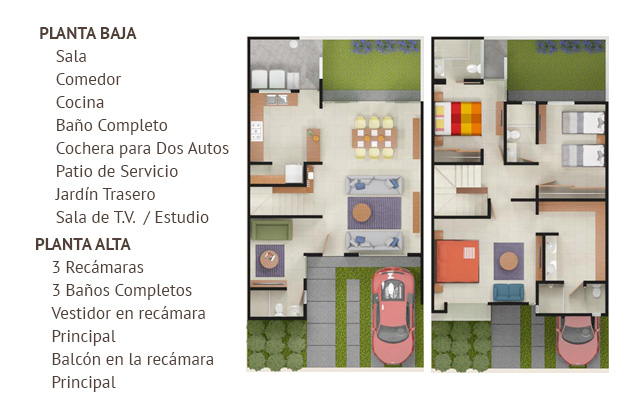 PLANTA BAJA
Sala
Comedor
Cocina
Baño Completo
Cochera para Dos Autos
Patio de Servicio
Jardín Trasero
Sala de T.V. / Estudio
PLANTA ALTA
3 Recámaras
3 Baños Completos
Vestidor en recámara
Principal
Balcón en la recámara
Principal